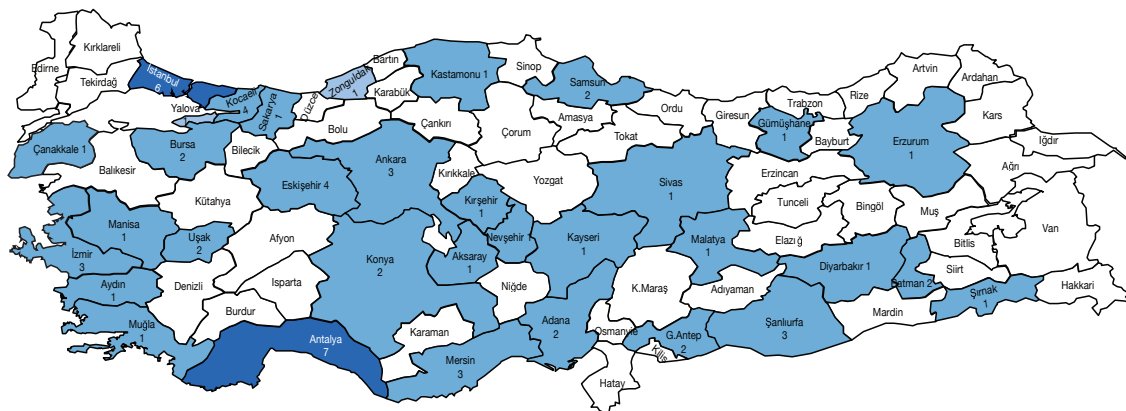 Kırklareli
Edirne
Tekirdağ
İstanbul
6
Kocaeli
4
Yalova
1
Sakarya
1
Düzce
Zonguldak
1
Bartın
Karabük
Kastamonu 1
Sinop
Samsun
2
Ordu
Giresun
Trabzon
Rize
Artvin
Ardahan
Kars
Iğdır
Ağrı
Erzurum
1
Bayburt
Gümüşhane
1
Tokat
Amasya
Çorum
Çankırı
Bolu
Bilecik
Bursa
2
Çanakkale 1
Balıkesir
Kütahya
Eskişehir 4
Ankara
3
Kırıkkale
Yozgat
Sivas
1
Erzincan
Tunceli
Bingöl
Muş
Bitlis
Van
Hakkari
Siirt
Şırnak
1
Batman 2
Mardin
Diyarbakır 1
Elazı ğ
Malatya
1
Adıyaman
Şanlıurfa
3
K.Maraş
G.Antep
2
Kilis
Hatay
Osmaniye
Adana
2
Kayseri
1
Nevşehir 1
Kırşehir
1
Aksaray
1
Niğde
Mersin
3
Karaman
Konya
2
Afyon
Uşak
2
Manisa
1
İzmir
3
Aydın
1
Muğla
1
Denizli
Isparta
Burdur
Antalya
7